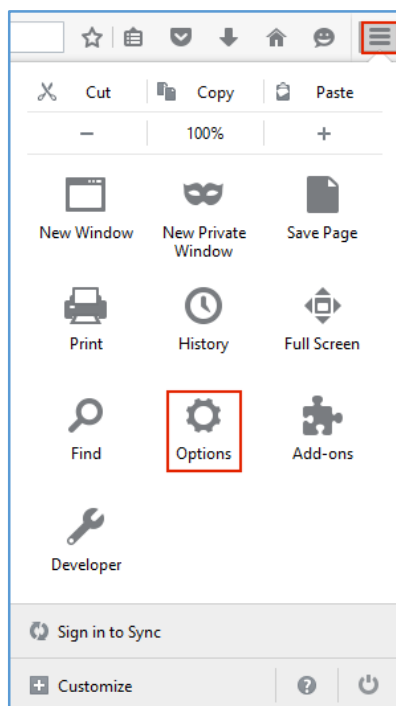 Cut Copy Paste
− 100% +
New Window New Private Window Save Page
Print History Full Screen
Find Options Add-ons
Developer
Sign in to Sync
Customize